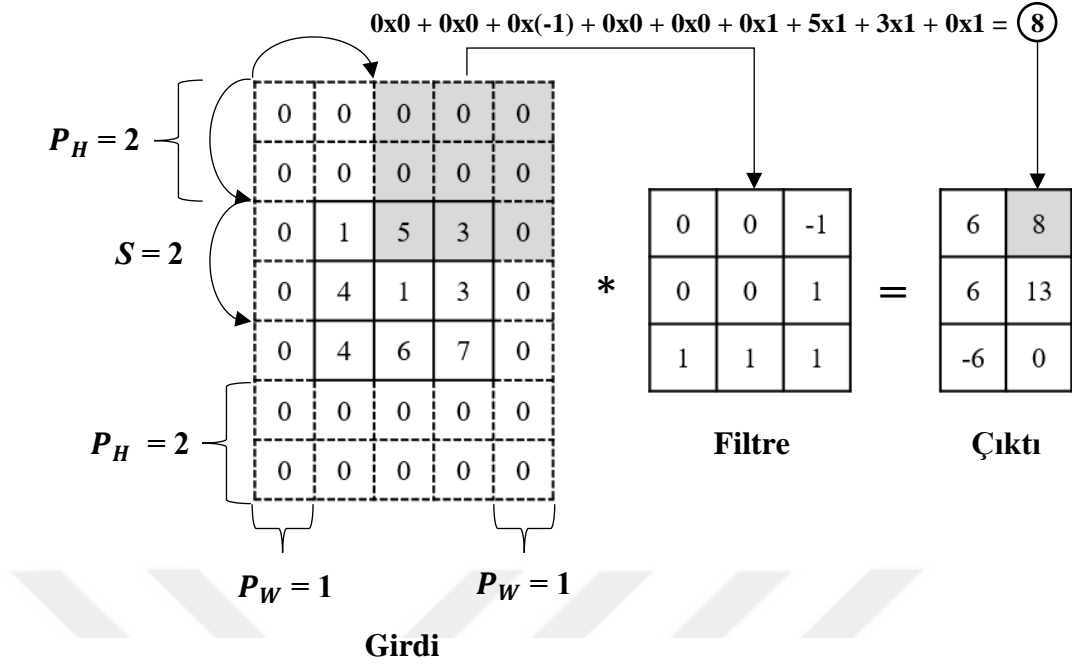 0x0 + 0x0 + 0x(-1) + 0x0 + 0x0 + 0x1 + 5x1 + 3x1 + 0x1 = 8
P_H = 2
S = 2
P_H = 2
0 0 0 0 0
0 0 0 0 0
0 1 5 3 0
0 4 1 3 0
0 4 6 7 0
0 0 0 0 0
0 0 0 0 0
P_W = 1
P_W = 1
Girdi
*
0 0 -1
0 0 1
1 1 1
Filtre
=
6 8
6 13
-6 0
Çıktı